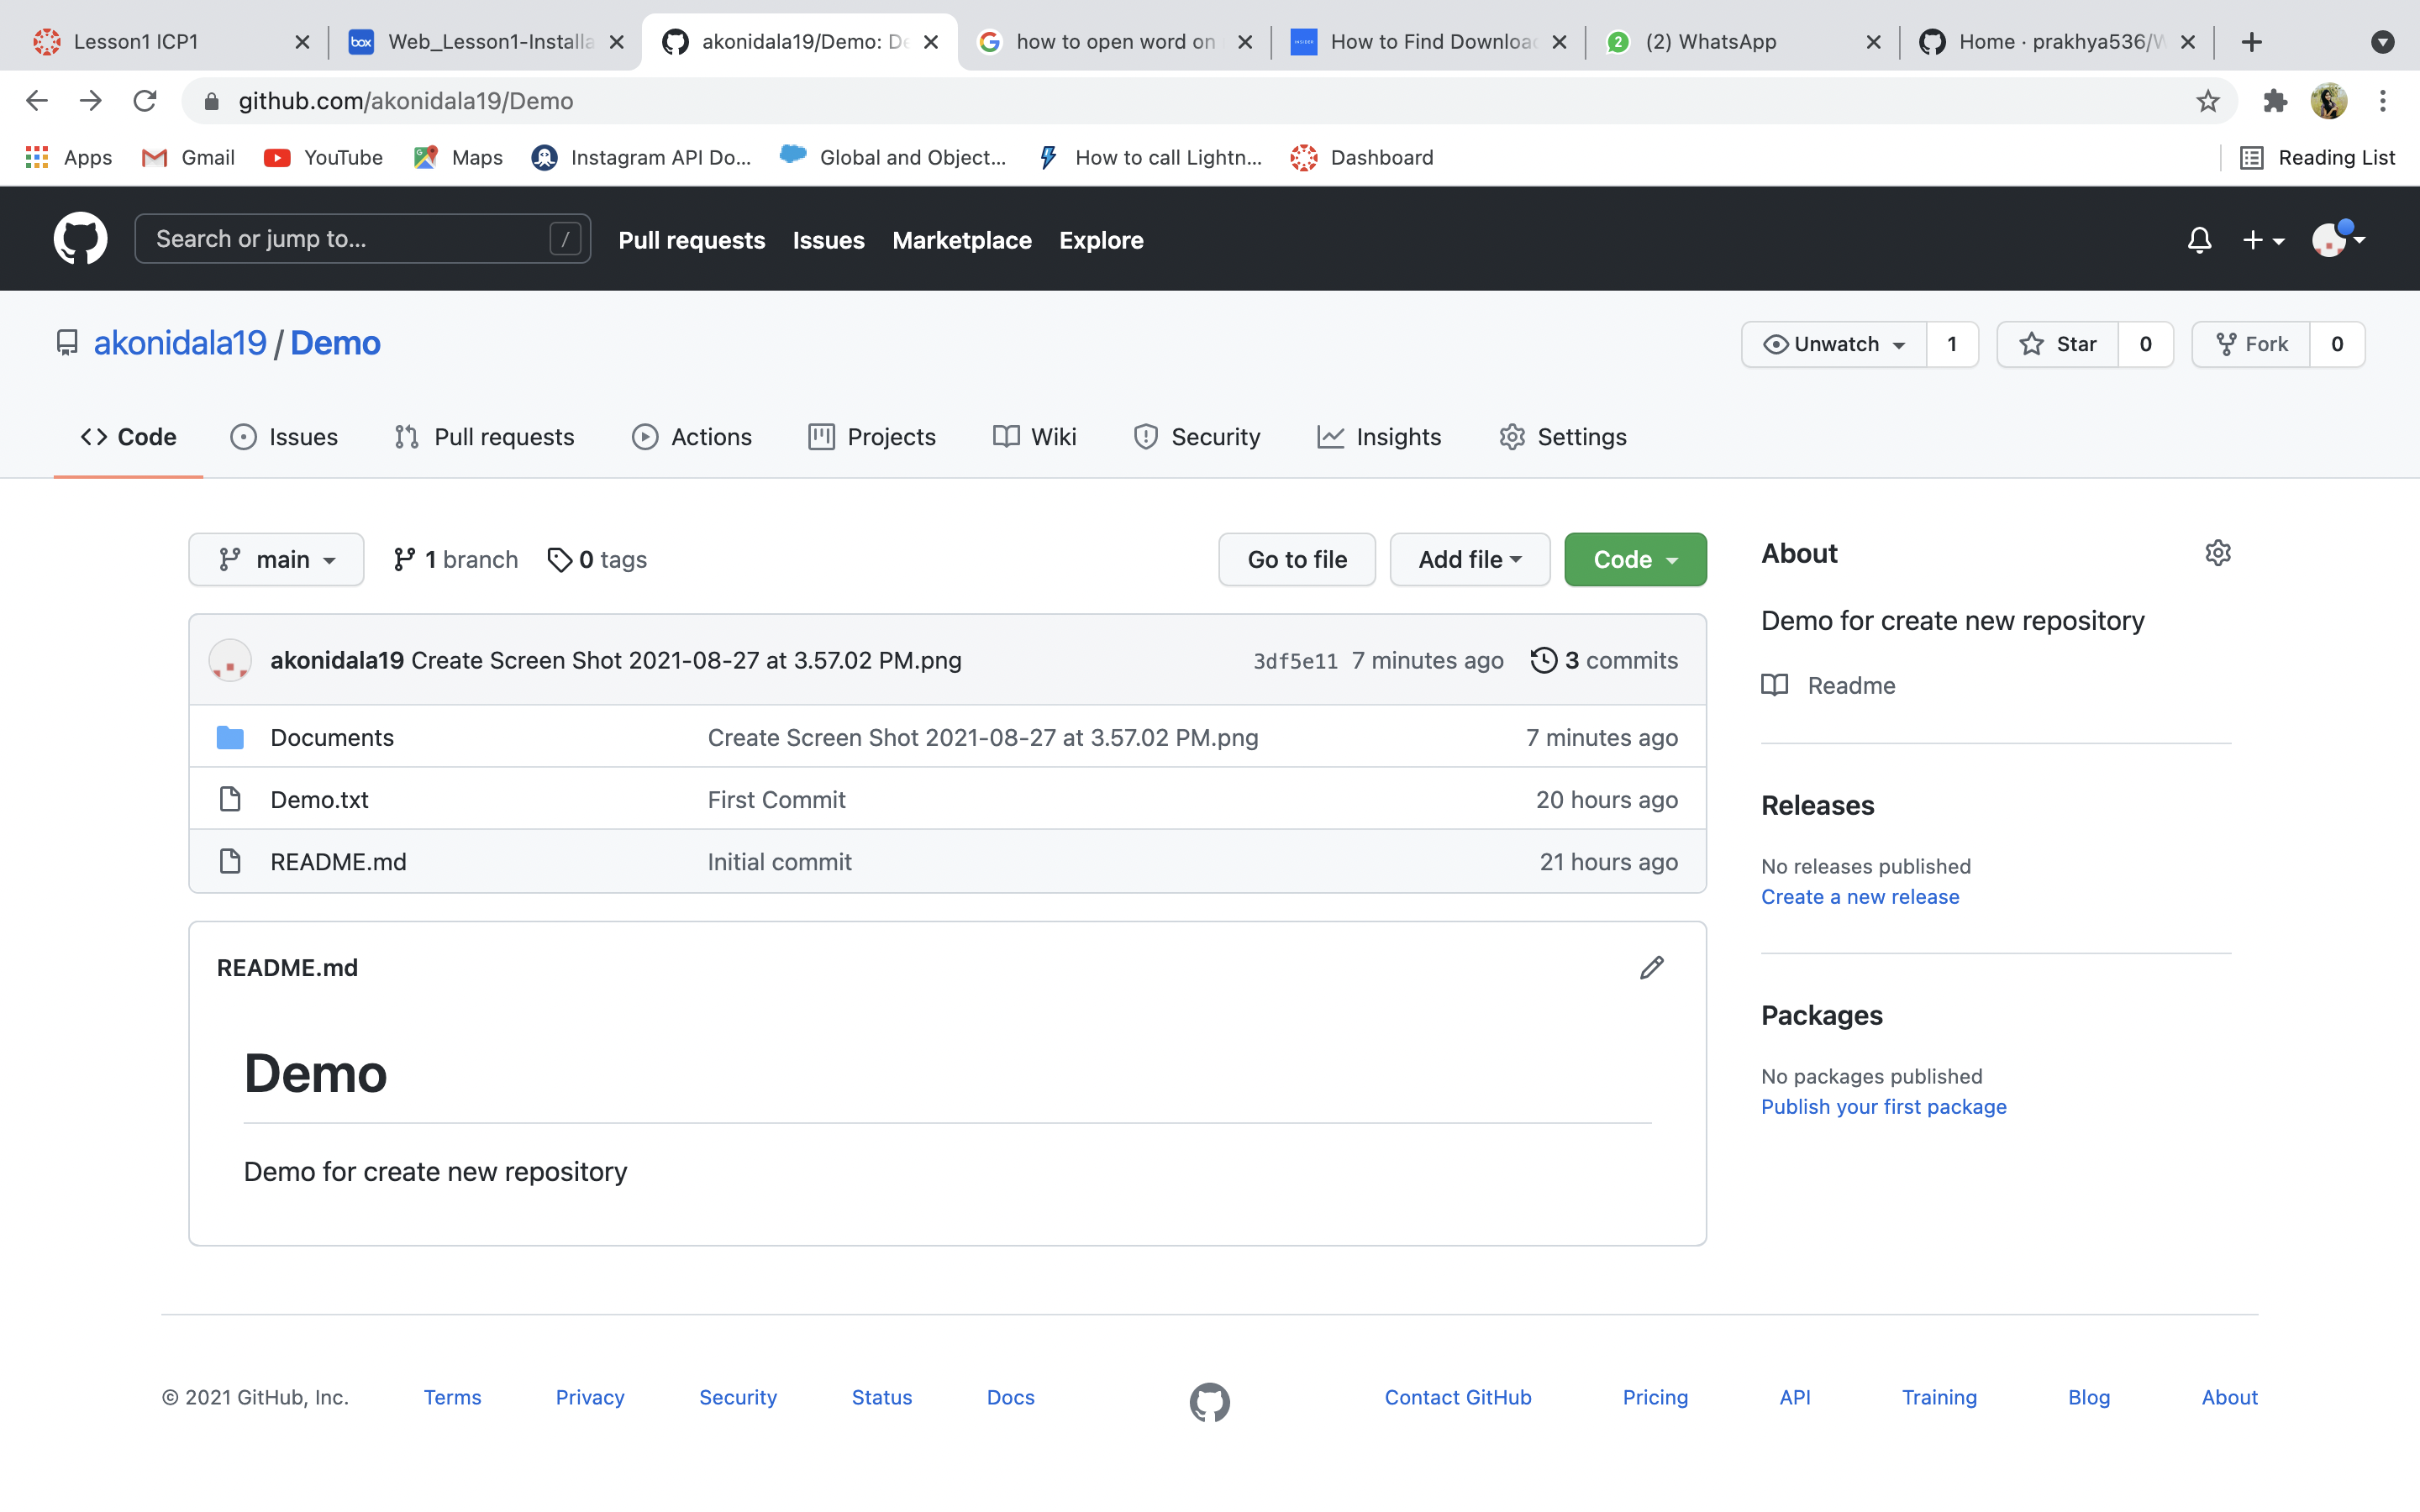 Lesson1 ICP1
box Web_Lesson1-Installa
akonidala19/Demo: De
how to open word on
How to Find Downloa
2 (2) WhatsApp
Home · prakhya536/W
github.com/akonidala19/Demo
Apps Gmail YouTube Maps Instagram API Do... Global and Object... How to call Lightn... Dashboard Reading List
Search or jump to... / Pull requests Issues Marketplace Explore
akonidala19 / Demo
Unwatch 1 Star 0 Fork 0
Code Issues Pull requests Actions Projects Wiki Security Insights Settings
main 1 branch 0 tags Go to file Add file Code
akonidala19 Create Screen Shot 2021-08-27 at 3.57.02 PM.png 3df5e11 7 minutes ago 3 commits
Documents Create Screen Shot 2021-08-27 at 3.57.02 PM.png 7 minutes ago
Demo.txt First Commit 20 hours ago
README.md Initial commit 21 hours ago
README.md
Demo
Demo for create new repository
About
Demo for create new repository
Readme
Releases
No releases published
Create a new release
Packages
No packages published
Publish your first package
© 2021 GitHub, Inc. Terms Privacy Security Status Docs Contact GitHub Pricing API Training Blog About